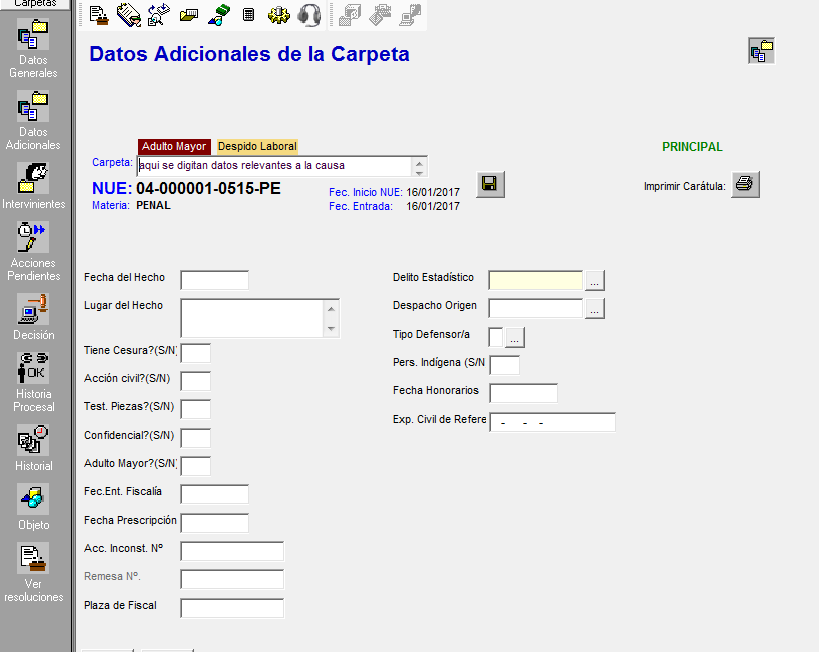 Carpetas
Datos
Generales
Datos
Adicionales
Intervinientes
Acciones
Pendientes
Decisión
OK
Historia
Procesal
Historial
Objeto
Ver
resoluciones
Datos Adicionales de la Carpeta
Adulto Mayor Despido Laboral
PRINCIPAL
Carpeta: aqui se digitan datos relevantes a la causa
NUE: 04-000001-0515-PE
Materia: PENAL
Fec. Inicio NUE: 16/01/2017
Fec. Entrada: 16/01/2017
Imprimir Carátula:
Fecha del Hecho
Lugar del Hecho
Tiene Cesura?(S/N)
Acción civil?(S/N)
Test. Piezas?(S/N)
Confidencial?(S/N)
Adulto Mayor?(S/N)
Fec.Ent. Fiscalía
Fecha Prescripción
Acc. Inconst. Nº
Remesa Nº.
Plaza de Fiscal
Delito Estadístico ...
Despacho Origen ...
Tipo Defensor/a ...
Pers. Indígena (S/N
Fecha Honorarios
Exp. Civil de Refere - - -